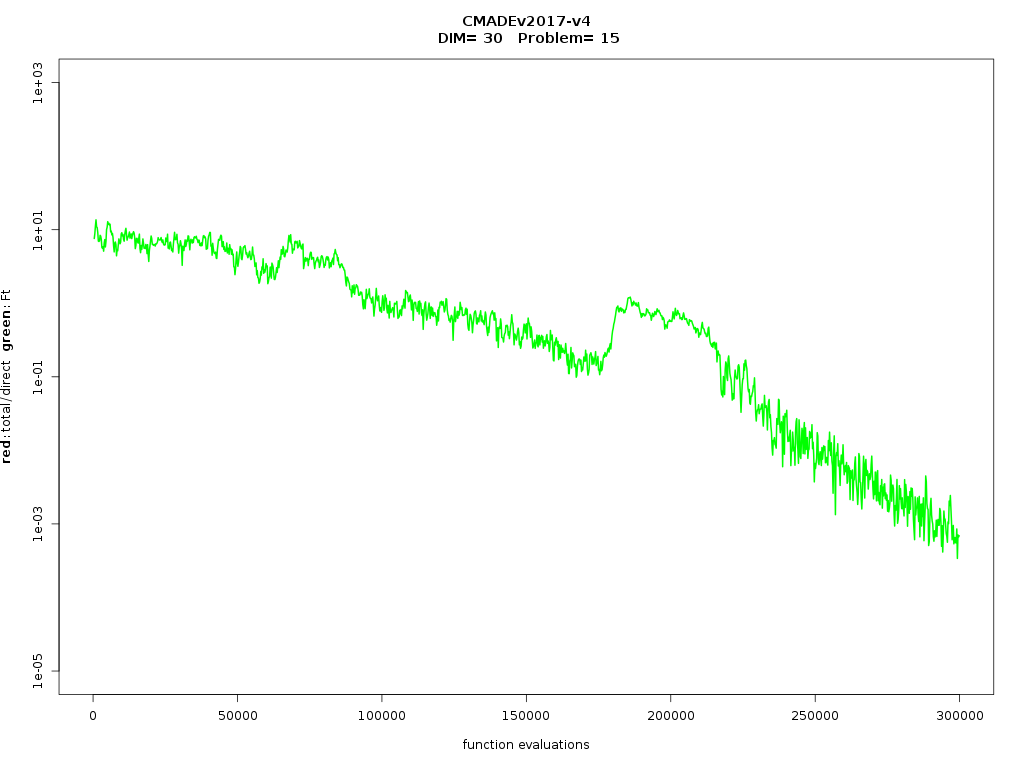 CMADEv2017-v4
DIM= 30 Problem= 15
1e+03
1e+01
1e-01
1e-03
1e-05
red: total/direct green: Ft
0 50000 100000 150000 200000 250000 300000
function evaluations